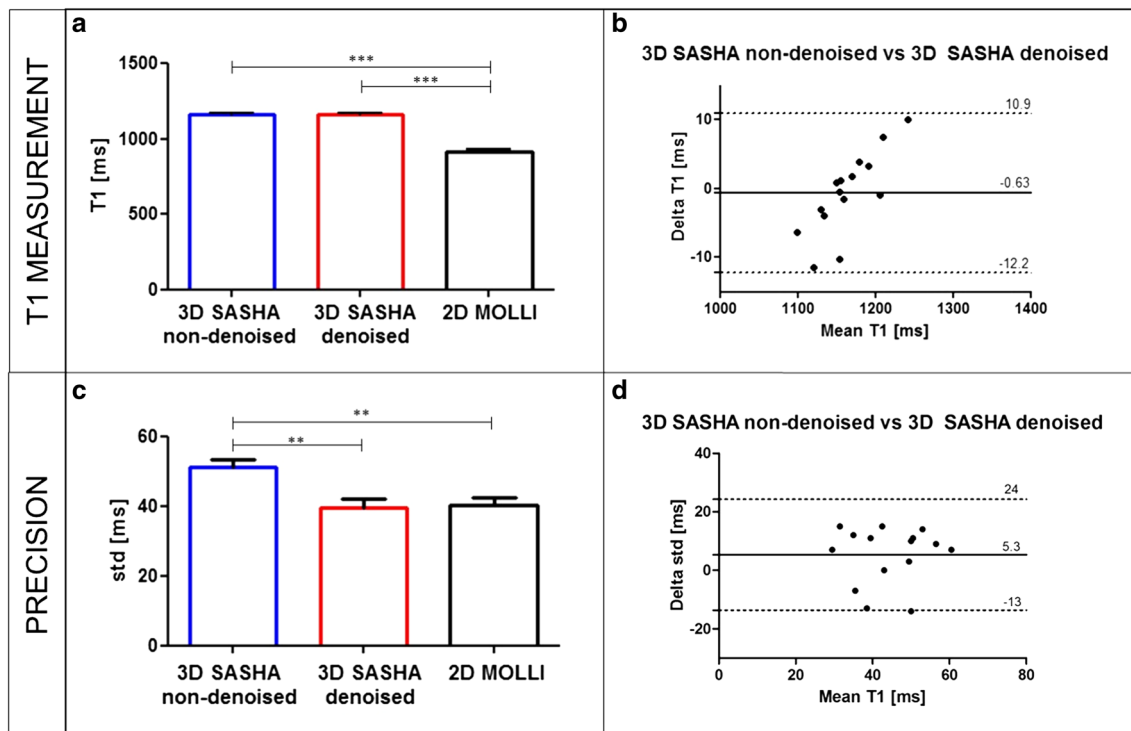 T1 MEASUREMENT
a
1500
1000
500
0
T1 [ms]
***
***
3D SASHA non-denoised
3D SASHA denoised
2D MOLLI
b
3D SASHA non-denoised vs 3D SASHA denoised
10
0
-10
Delta T1 [ms]
10.9
-0 63
-12.2
1000 1100 1200 1300 1400
Mean T1 [ms]
PRECISION
c
60
40
20
0
std [ms]
**
**
3D SASHA non-denoised
3D SASHA denoised
2D MOLLI
d
3D SASHA non-denoised vs 3D SASHA denoised
40
20
0
-20
Delta std [ms]
24
5.3
-13
0 20 40 60 80
Mean T1 [ms]